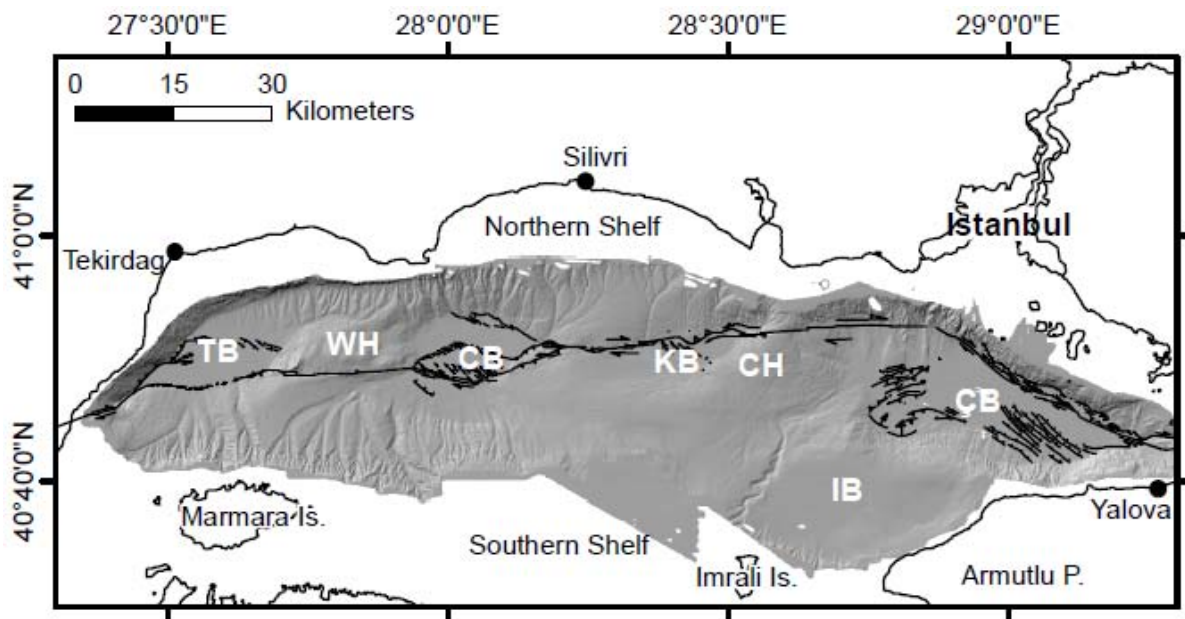 27°30'0"E 28°0'0"E 28°30'0"E 29°0'0"E
0 15 30
Kilometers
Silivri
Northern Shelf
Istanbul
41°0'0"N
Tekirdag
TB WH CB KB CH
ÇB
40°40'0"N
IB
Marmara Is.
Yalova
Southern Shelf
Imrali Is.
Armutlu P.